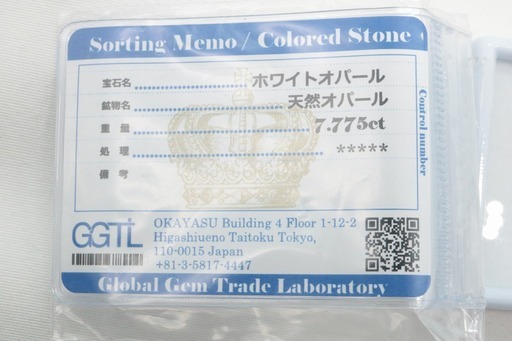 Sorting Memo / Colored Stone
宝石名 ホワイトオパール
鉱物名 天然オパール
重量 7.775ct
処理 *****
備考
Control number
GGTL
OKAYASU Building 4 Floor 1-12-2
Higashiueno Taitoku Tokyo,
110-0015 Japan
+81-3-5817-4447
Global Gem Trade Laboratory